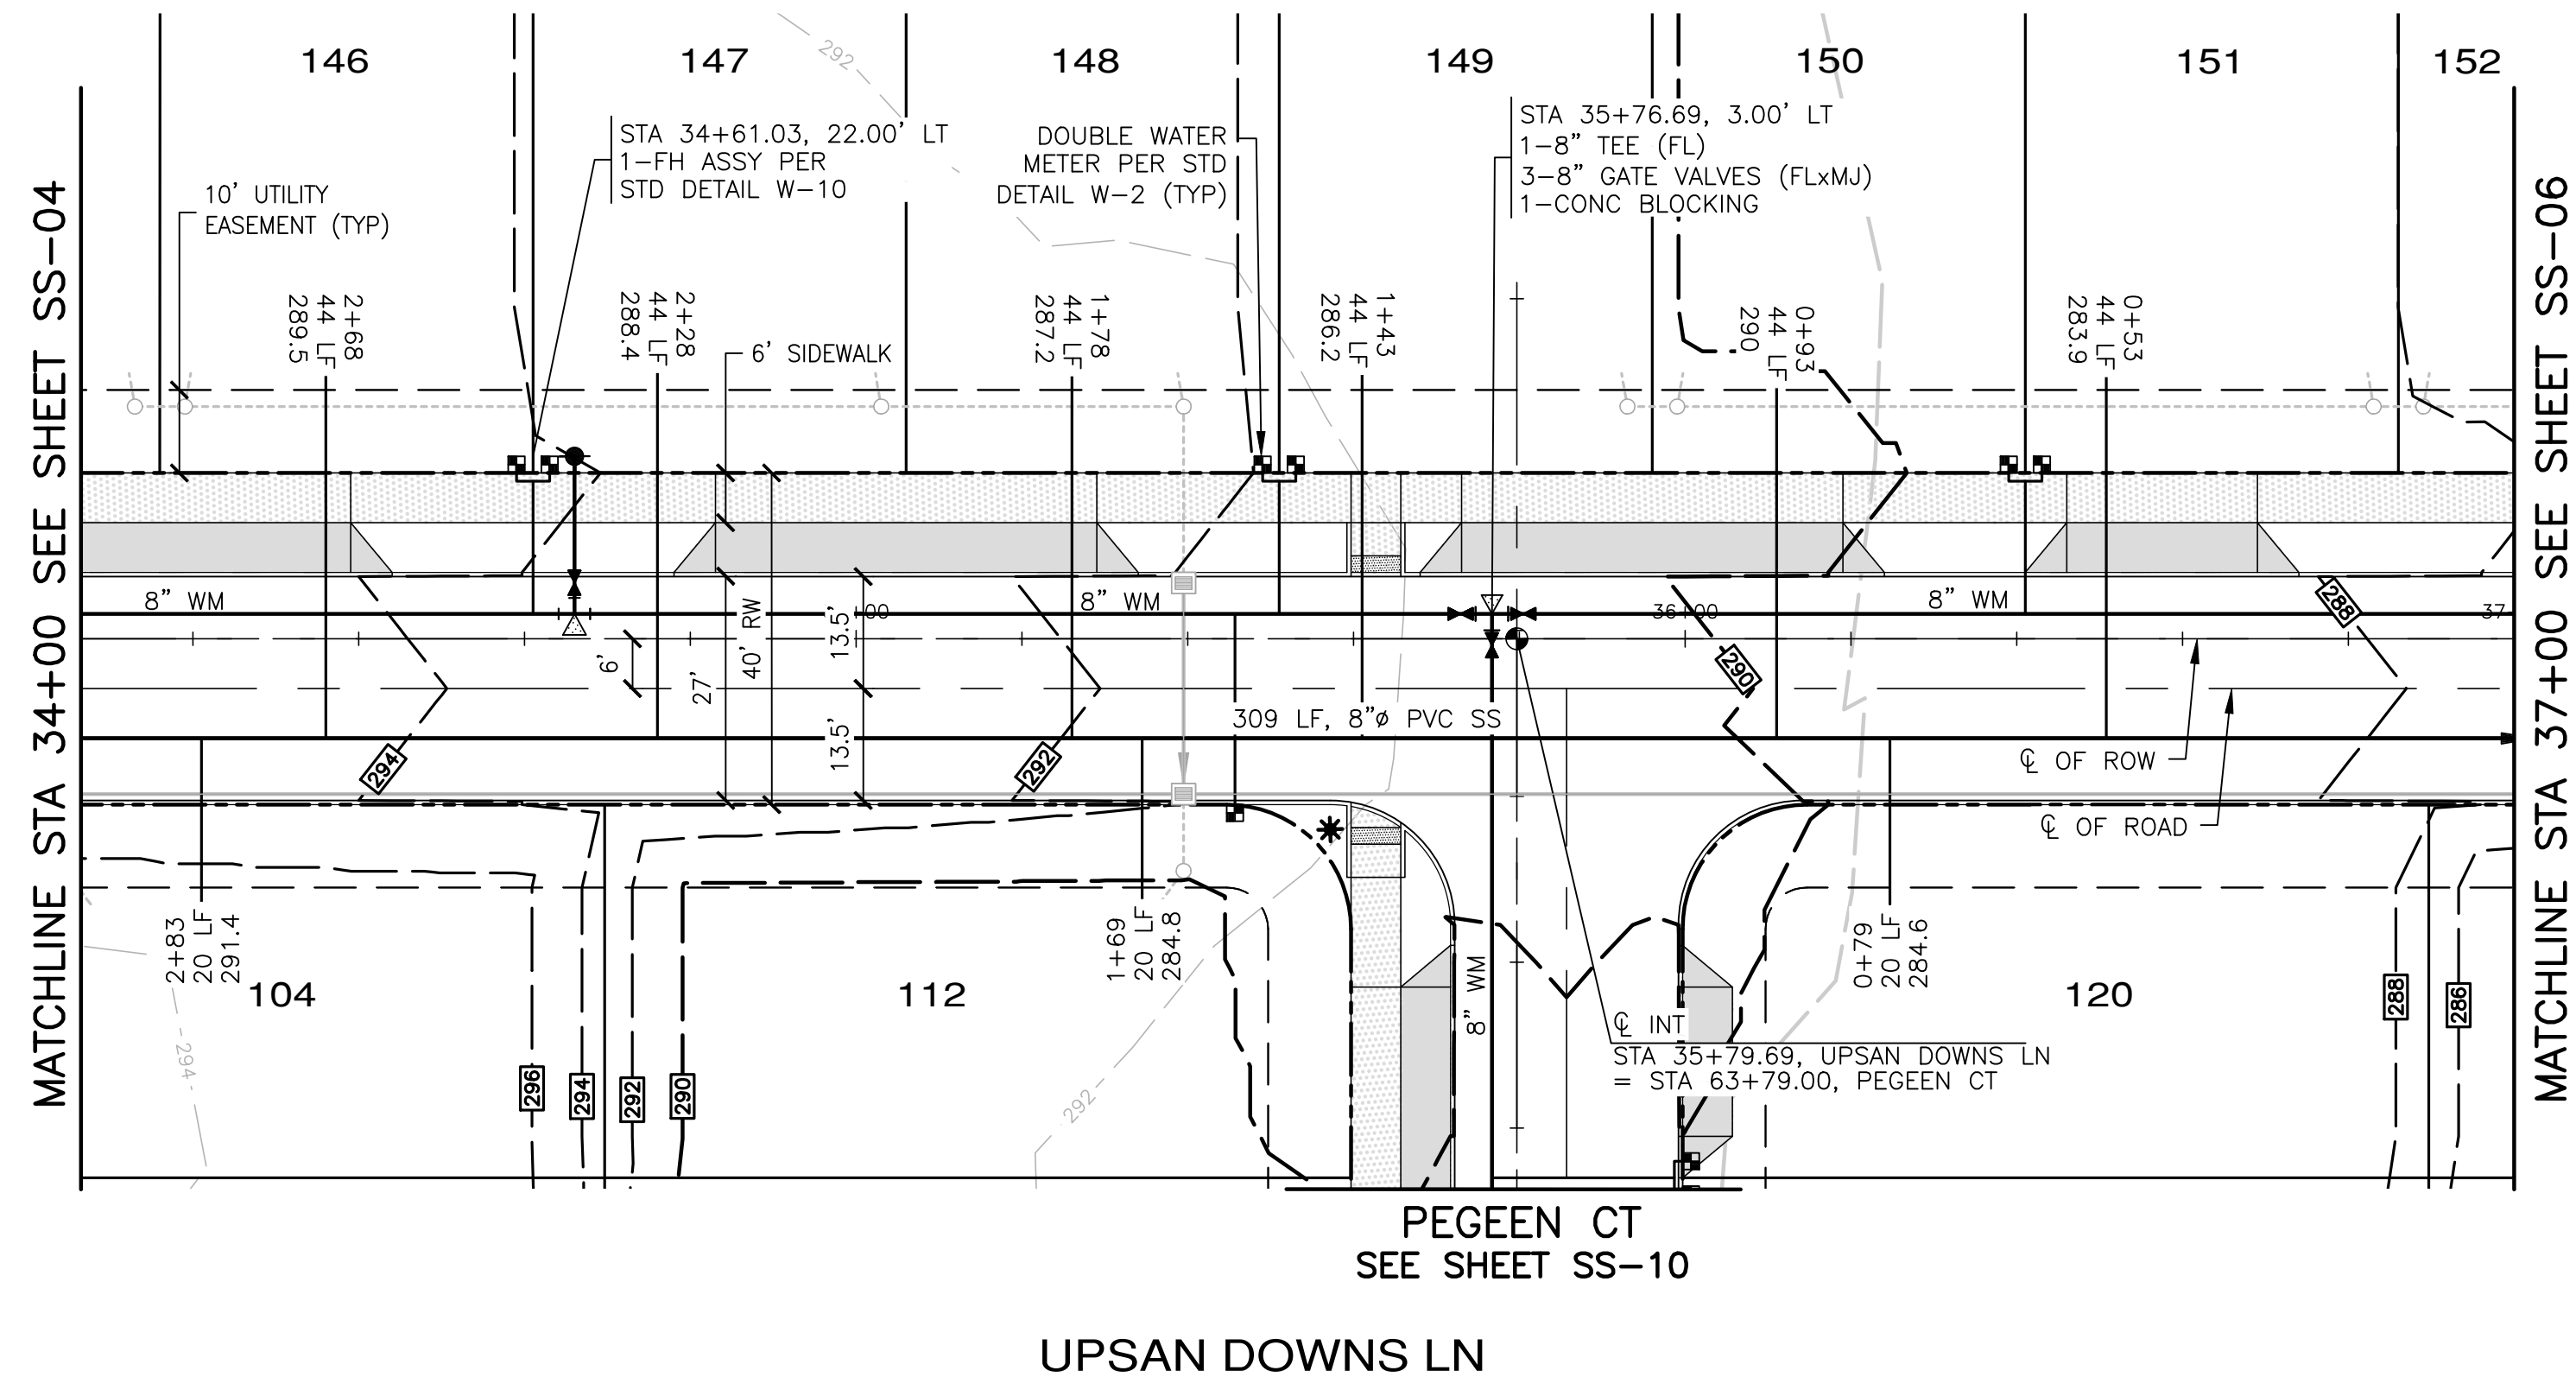 146
147
148
149
150
151
152
292
STA 34+61.03, 22.00' LT
1-FH ASSY PER
STD DETAIL W-10
DOUBLE WATER
METER PER STD
DETAIL W-2 (TYP)
STA 35+76.69, 3.00' LT
1-8" TEE (FL)
3-8" GATE VALVES (FLxMJ)
1-CONC BLOCKING
10' UTILITY
EASEMENT (TYP)
MATCHLINE STA 34+00 SEE SHEET SS-04
MATCHLINE STA 37+00 SEE SHEET SS-06
2+68
44 LF
289.5
2+28
44 LF
288.4
6' SIDEWALK
1+78
44 LF
287.2
1+43
44 LF
286.2
0+93
44 LF
290
0+53
44 LF
283.9
8" WM
8" WM
8" WM
00
36+00
37
288
6'
27'
40' RW
13.5'
13.5'
290
309 LF, 8"ø PVC SS
294
292
℄ OF ROW
℄ OF ROAD
2+83
20 LF
291.4
1+69
20 LF
284.8
0+79
20 LF
284.6
104
112
120
8" WM
294
296
294
292
290
292
288
286
℄ INT
STA 35+79.69, UPSAN DOWNS LN
= STA 63+79.00, PEGEEN CT
PEGEEN CT
SEE SHEET SS-10
UPSAN DOWNS LN